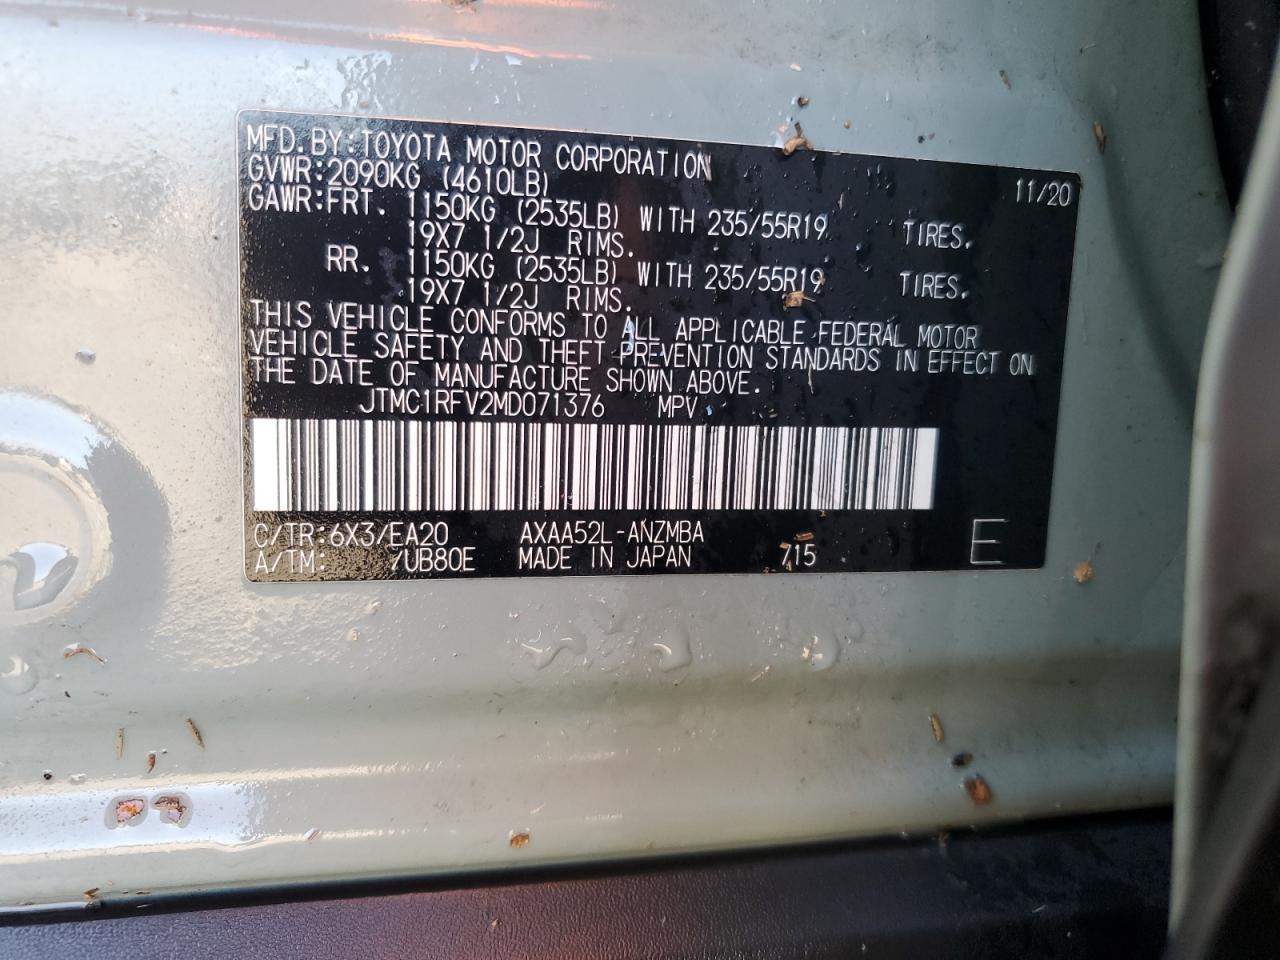 MFD. BY: TOYOTA MOTOR CORPORATION
GVWR: 2090KG (4610LB) 11/20
GAWR: FRT. 1150KG (2535LB) WITH 235/55R19 TIRES.
19X7 1/2J RIMS.
RR. 1150KG (2535LB) WITH 235/55R19 TIRES.
19X7 1/2J RIMS.
THIS VEHICLE CONFORMS TO ALL APPLICABLE FEDERAL MOTOR
VEHICLE SAFETY AND THEFT PREVENTION STANDARDS IN EFFECT ON
THE DATE OF MANUFACTURE SHOWN ABOVE.
JTMC1RFV2MD071376 MPV
C/TR: 6X3/EA20 AXAA52L-ANZMBA
A/TM: /UB80E MADE IN JAPAN 715 E